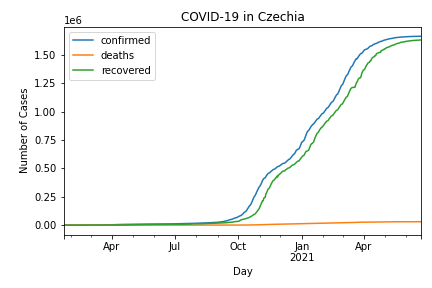 COVID-19 in Czechia
1e6
confirmed
deaths
recovered
Number of Cases
1.50
1.25
1.00
0.75
0.50
0.25
0.00
Apr
Jul
Oct
Jan
2021
Apr
Day